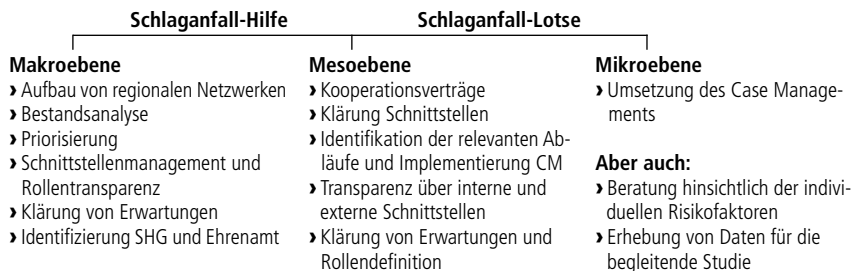 Schlaganfall-Hilfe Schlaganfall-Lotse
Makroebene
› Aufbau von regionalen Netzwerken
› Bestandsanalyse
› Priorisierung
› Schnittstellenmanagement und
Rollentransparenz
› Klärung von Erwartungen
› Identifizierung SHG und Ehrenamt
Mesoebene
› Kooperationsverträge
› Klärung Schnittstellen
› Identifikation der relevanten Ab-
läufe und Implementierung CM
› Transparenz über interne und
externe Schnittstellen
› Klärung von Erwartungen und
Rollendefinition
Mikroebene
› Umsetzung des Case Manage-
ments
Aber auch:
› Beratung hinsichtlich der indivi-
duellen Risikofaktoren
› Erhebung von Daten für die
begleitende Studie